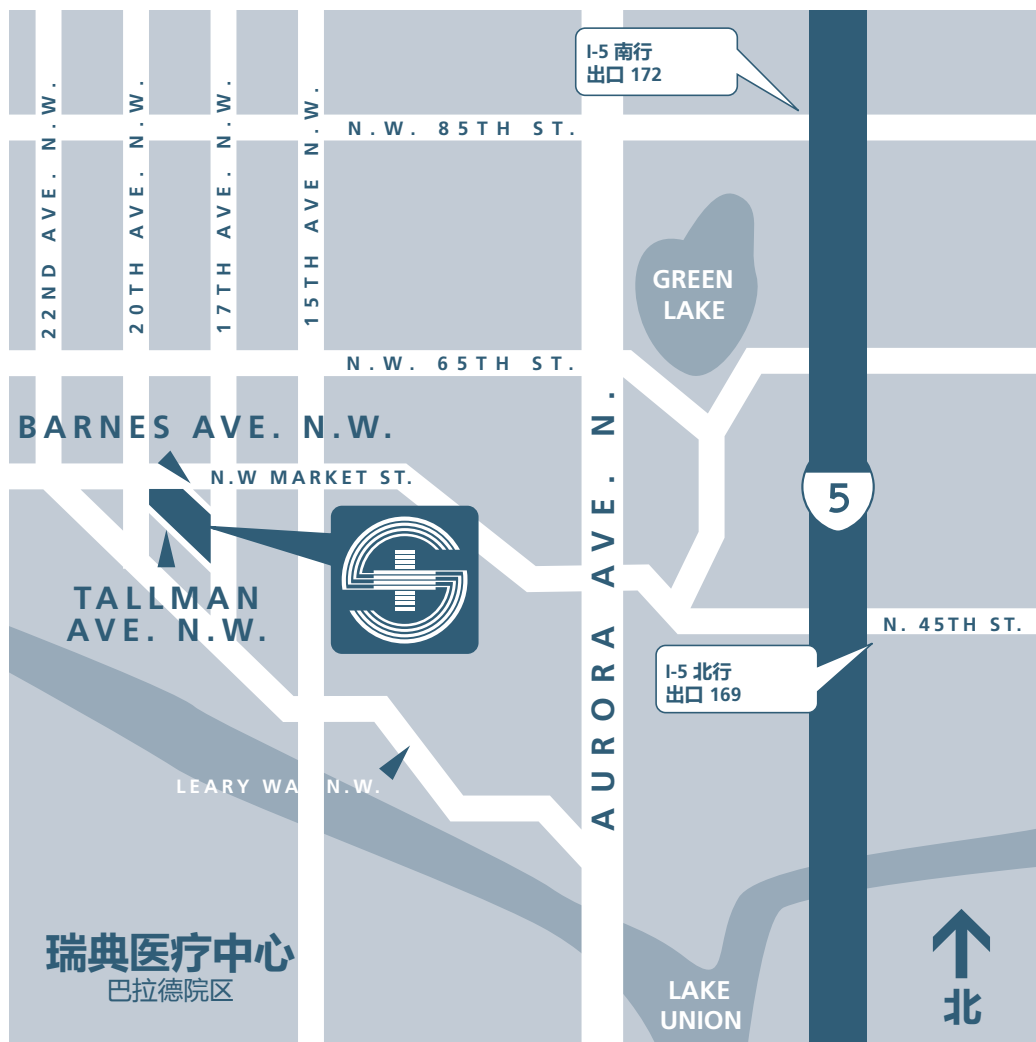 I-5 南行
出口 172
22ND AVE. N.W.
20TH AVE. N.W.
17TH AVE. N.W.
15TH AVE N.W.
N.W. 85TH ST.
GREEN
LAKE
N.W. 65TH ST.
BARNES AVE. N.W.
N.W MARKET ST.
AURORA AVE. N.
5
TALLMAN
AVE. N.W.
N. 45TH ST.
I-5 北行
出口 169
LEARY WAY N.W.
瑞典医疗中心
巴拉德院区
LAKE
UNION
北